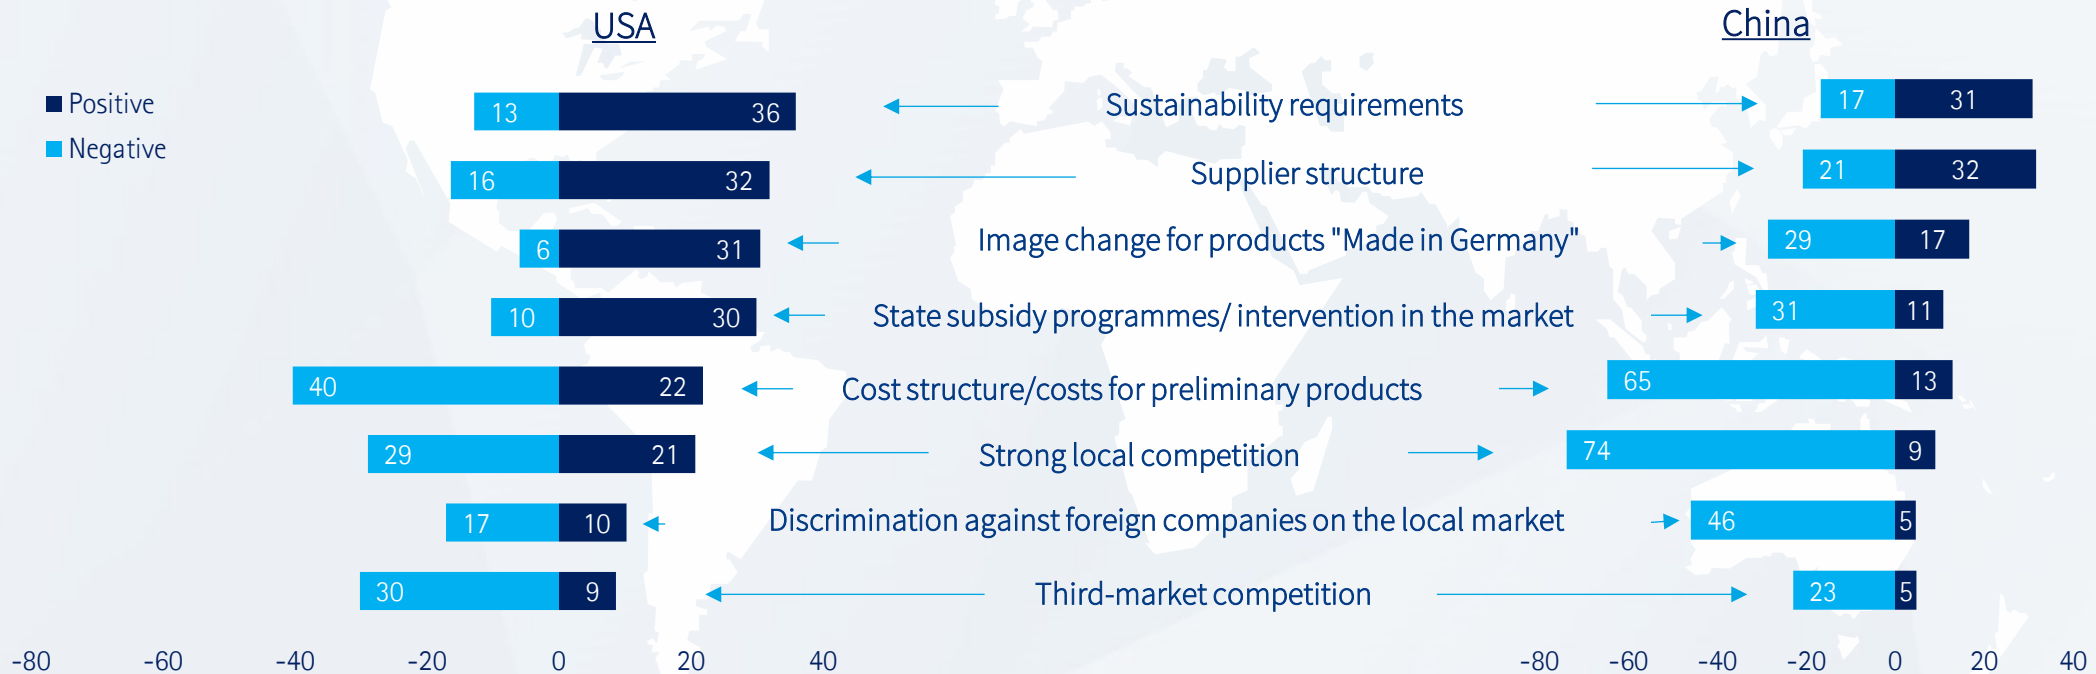 USA
China
Positive
Negative
13 36 Sustainability requirements 17 31
16 32 Supplier structure 21 32
6 31 Image change for products "Made in Germany" 29 17
10 30 State subsidy programmes/ intervention in the market 31 11
40 22 Cost structure/costs for preliminary products 65 13
29 21 Strong local competition 74 9
17 10 Discrimination against foreign companies on the local market 46 5
30 9 Third-market competition 23 5
-80 -60 -40 -20 0 20 40
-80 -60 -40 -20 0 20 40